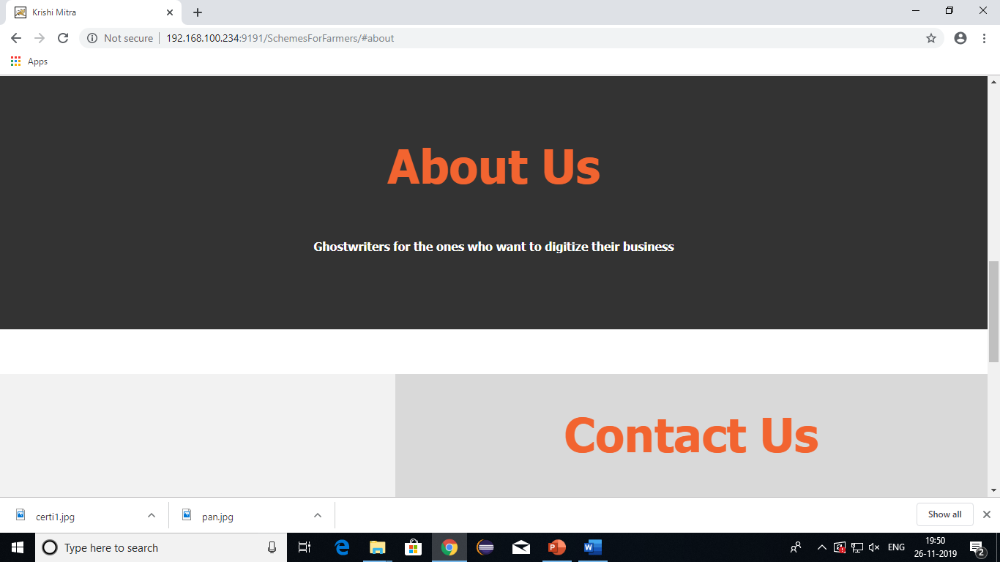 Krishi Mitra
Not secure 192.168.100.234:9191/SchemesForFarmers/#about
Apps
About Us
Ghostwriters for the ones who want to digitize their business
Contact Us
certi1.jpg
pan.jpg
Show all
Type here to search
ENG
19:50
26-11-2019
2